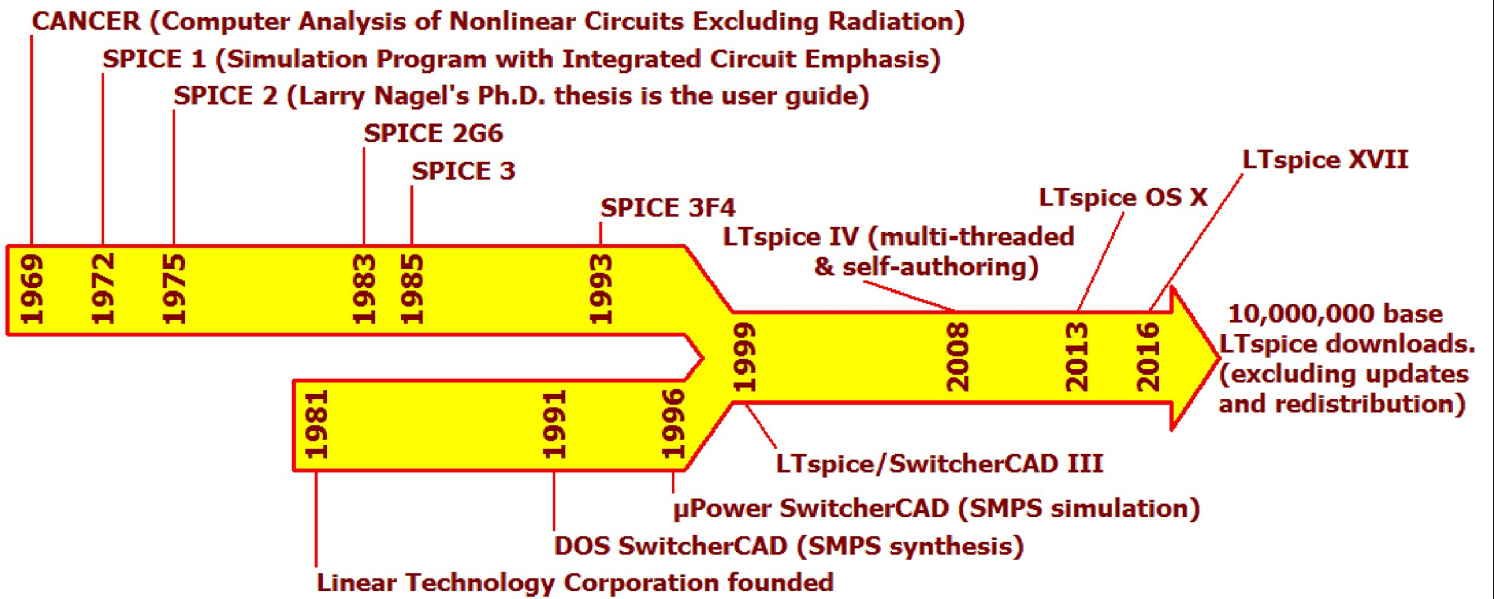 CANCER (Computer Analysis of Nonlinear Circuits Excluding Radiation)
SPICE 1 (Simulation Program with Integrated Circuit Emphasis)
SPICE 2 (Larry Nagel's Ph.D. thesis is the user guide)
SPICE 2G6
SPICE 3
SPICE 3F4
LTspice IV (multi-threaded
& self-authoring)
LTspice OS X
LTspice XVII
1969
1972
1975
1983
1985
1993
1999
2008
2013
2016
10,000,000 base
LTspice downloads.
(excluding updates
and redistribution)
1981
1991
1996
LTspice/SwitcherCAD III
µPower SwitcherCAD (SMPS simulation)
DOS SwitcherCAD (SMPS synthesis)
Linear Technology Corporation founded